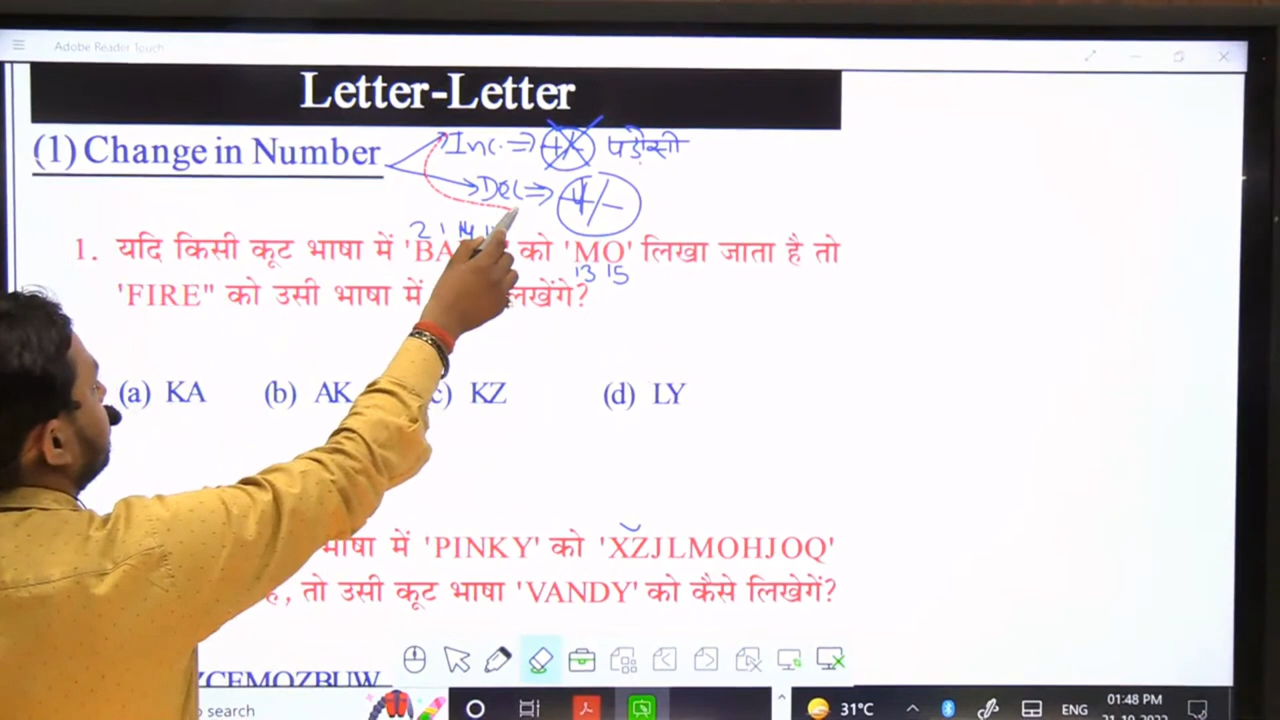 Adobe Reader Touch
Letter-Letter
(1) Change in Number
Inc. ⇒ +/- पड़ोसी
Dec ⇒ +/-
2 1 14
1. यदि किसी कूट भाषा में 'BA ' को 'MO' लिखा जाता है तो
13 15
'FIRE" को उसी भाषा में लिखेंगे?
(a) KA (b) AK c) KZ (d) LY
भाषा में 'PINKY' को 'XZJLMOHJOQ'
है, तो उसी कूट भाषा 'VANDY' को कैसे लिखेगें?
ZCEMOZBUW
search
31°C ENG 01:48 PM